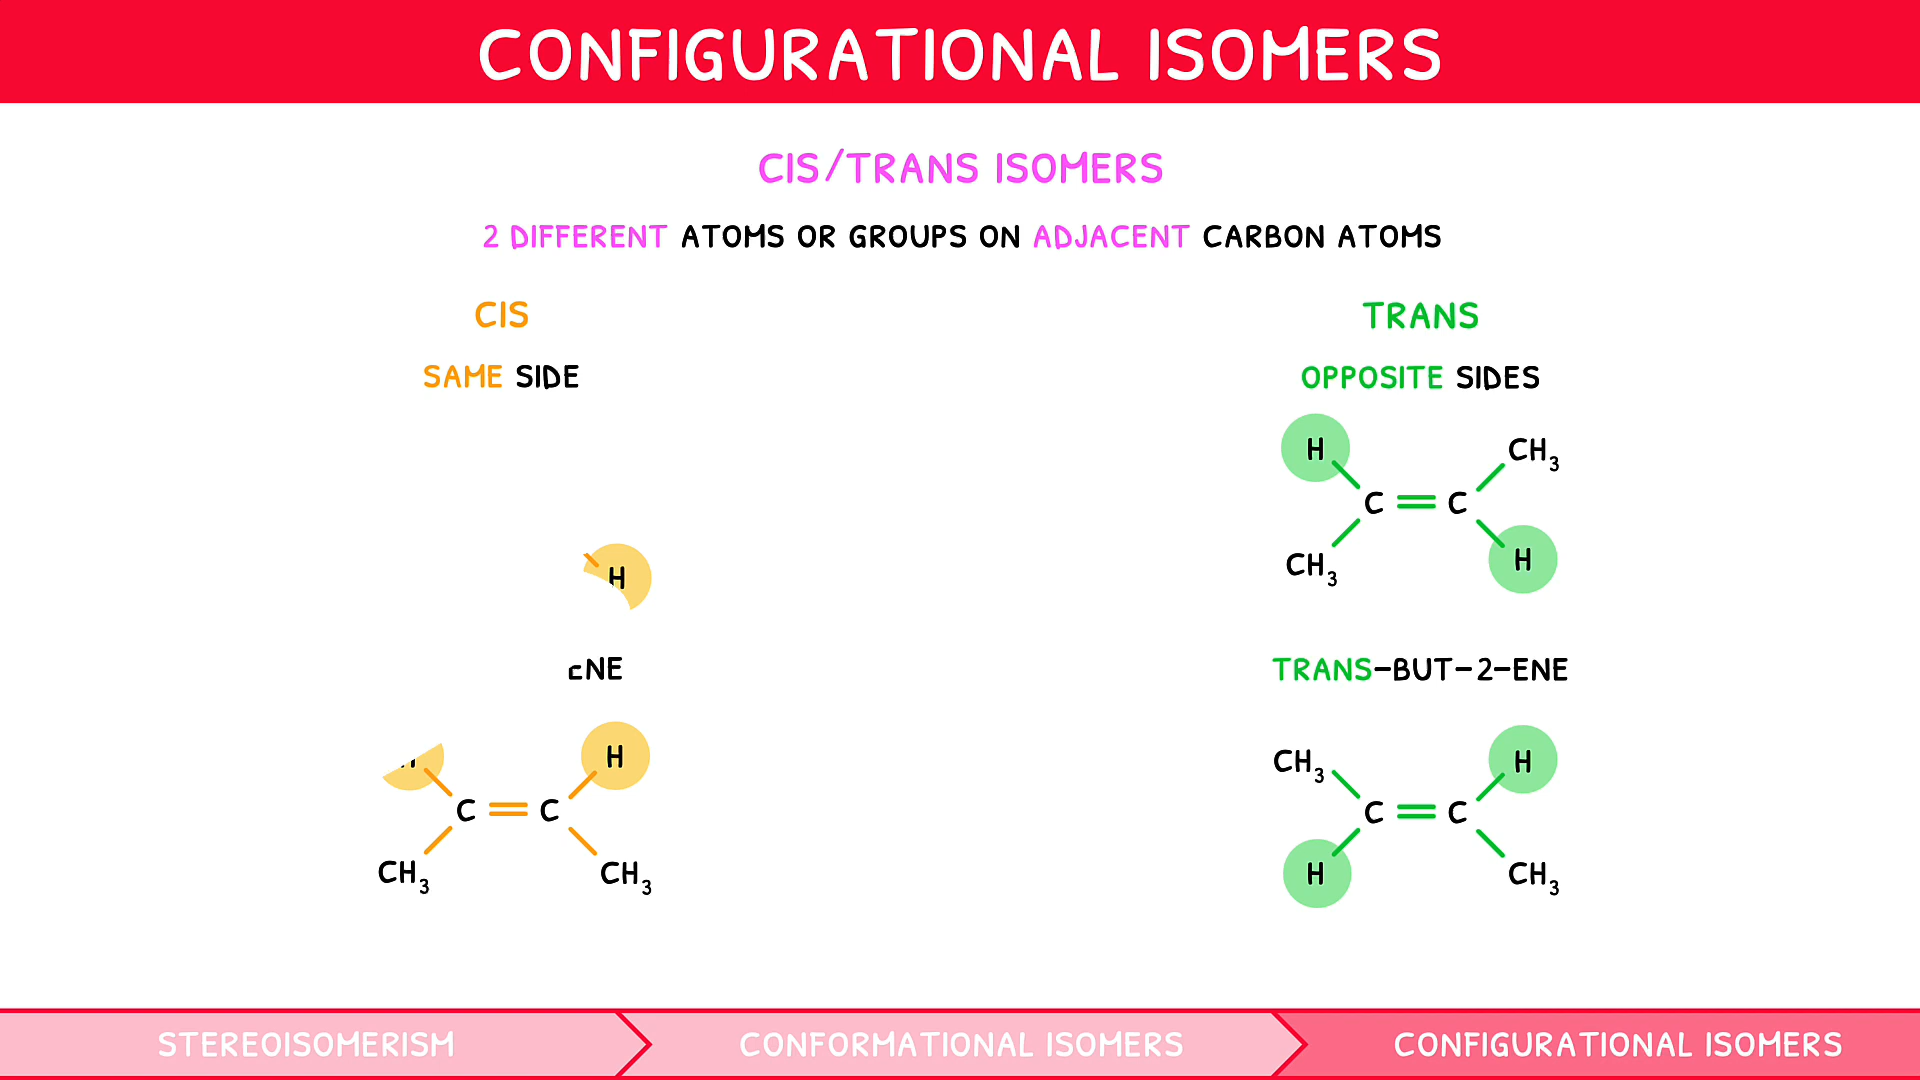 CONFIGURATIONAL ISOMERS
CIS/TRANS ISOMERS
2 DIFFERENT ATOMS OR GROUPS ON ADJACENT CARBON ATOMS
CIS
SAME SIDE
H
H
H
C = C
CH3
CH3
TRANS
OPPOSITE SIDES
H
CH3
C = C
CH3
H
TRANS-BUT-2-ENE
CH3
H
C = C
H
CH3
STEREOISOMERISM
CONFORMATIONAL ISOMERS
CONFIGURATIONAL ISOMERS